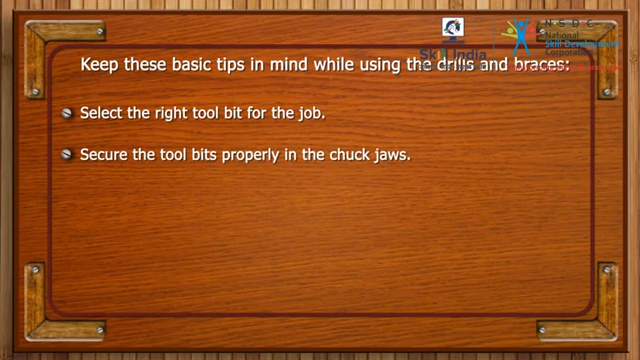 N S D C
National
Skill Development
Corporation
Skill India
Keep these basic tips in mind while using the drills and braces:
Select the right tool bit for the job.
Secure the tool bits properly in the chuck jaws.